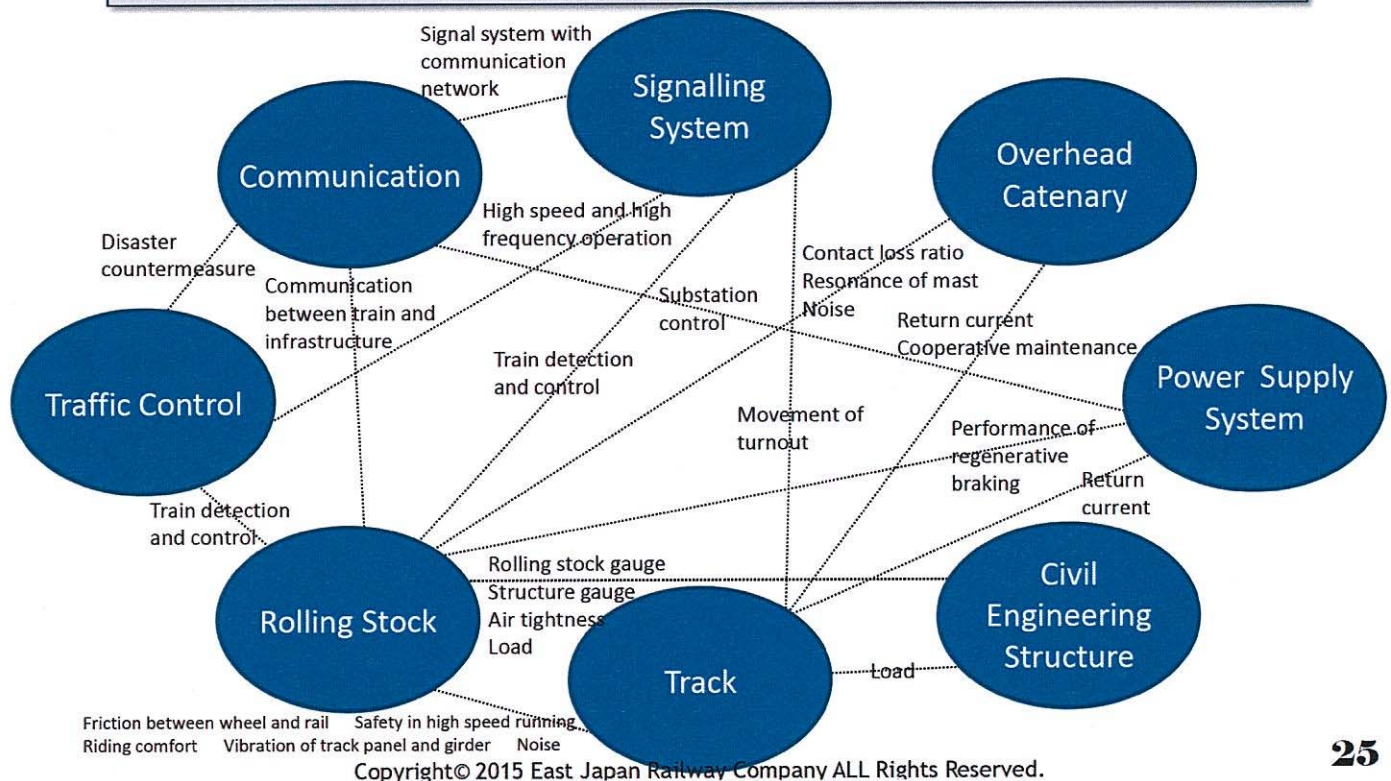 Signal system with
communication
network
Signalling
System
Overhead
Catenary
Communication
High speed and high
frequency operation
Disaster
countermeasure
Communication
between train and
infrastructure
Contact loss ratio
Resonance of mast
Noise
Substation
control
Return current
Cooperative maintenance
Train detection
and control
Power Supply
System
Traffic Control
Movement of
turnout
Performance of
regenerative
braking
Return
current
Train detection
and control
Rolling stock gauge
Structure gauge
Air tightness
Load
Civil
Engineering
Structure
Rolling Stock
Track
Load
Friction between wheel and rail Safety in high speed running
Riding comfort Vibration of track panel and girder Noise
Copyright© 2015 East Japan Railway Company ALL Rights Reserved.
25